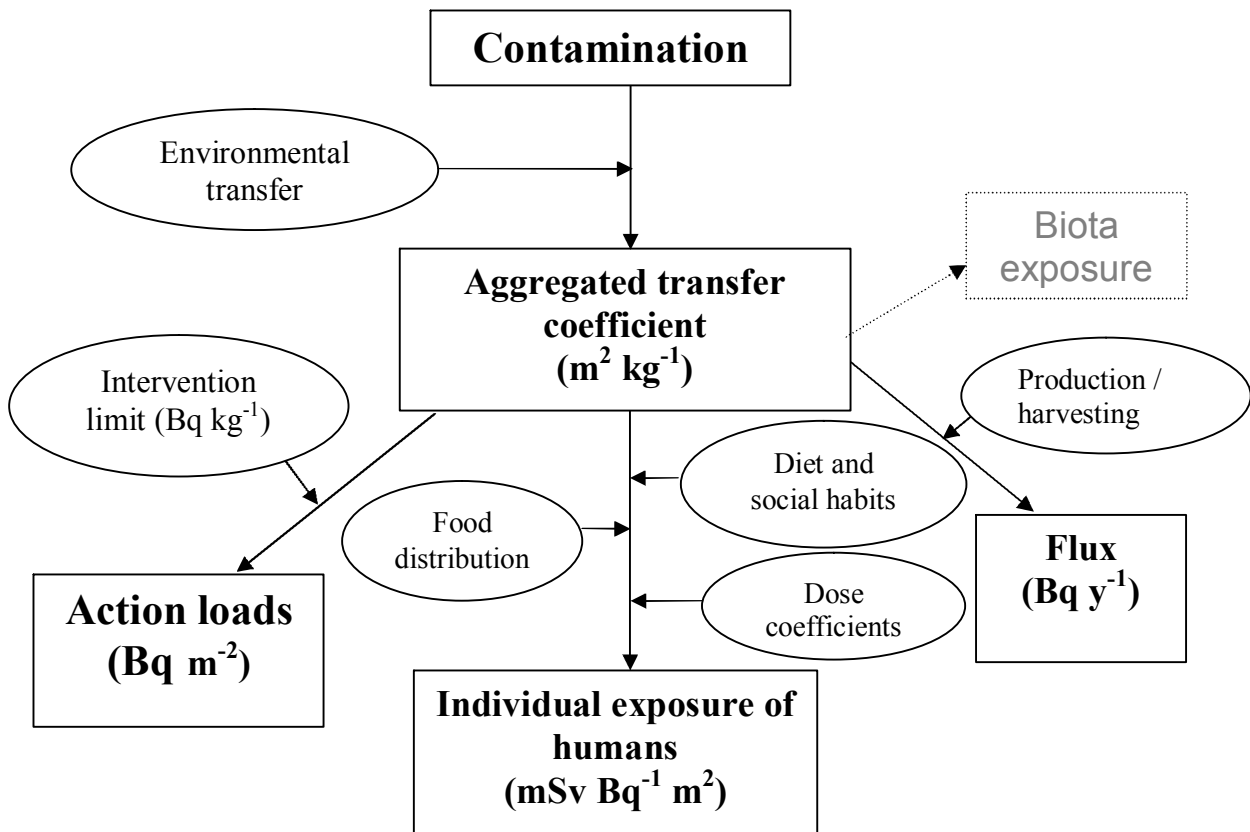 Contamination
Environmental
transfer
Biota
exposure
Aggregated transfer
coefficient
(m² kg⁻¹)
Intervention
limit (Bq kg⁻¹)
Production /
harvesting
Diet and
social habits
Food
distribution
Flux
(Bq y⁻¹)
Action loads
(Bq m⁻²)
Dose
coefficients
Individual exposure of
humans
(mSv Bq⁻¹ m²)